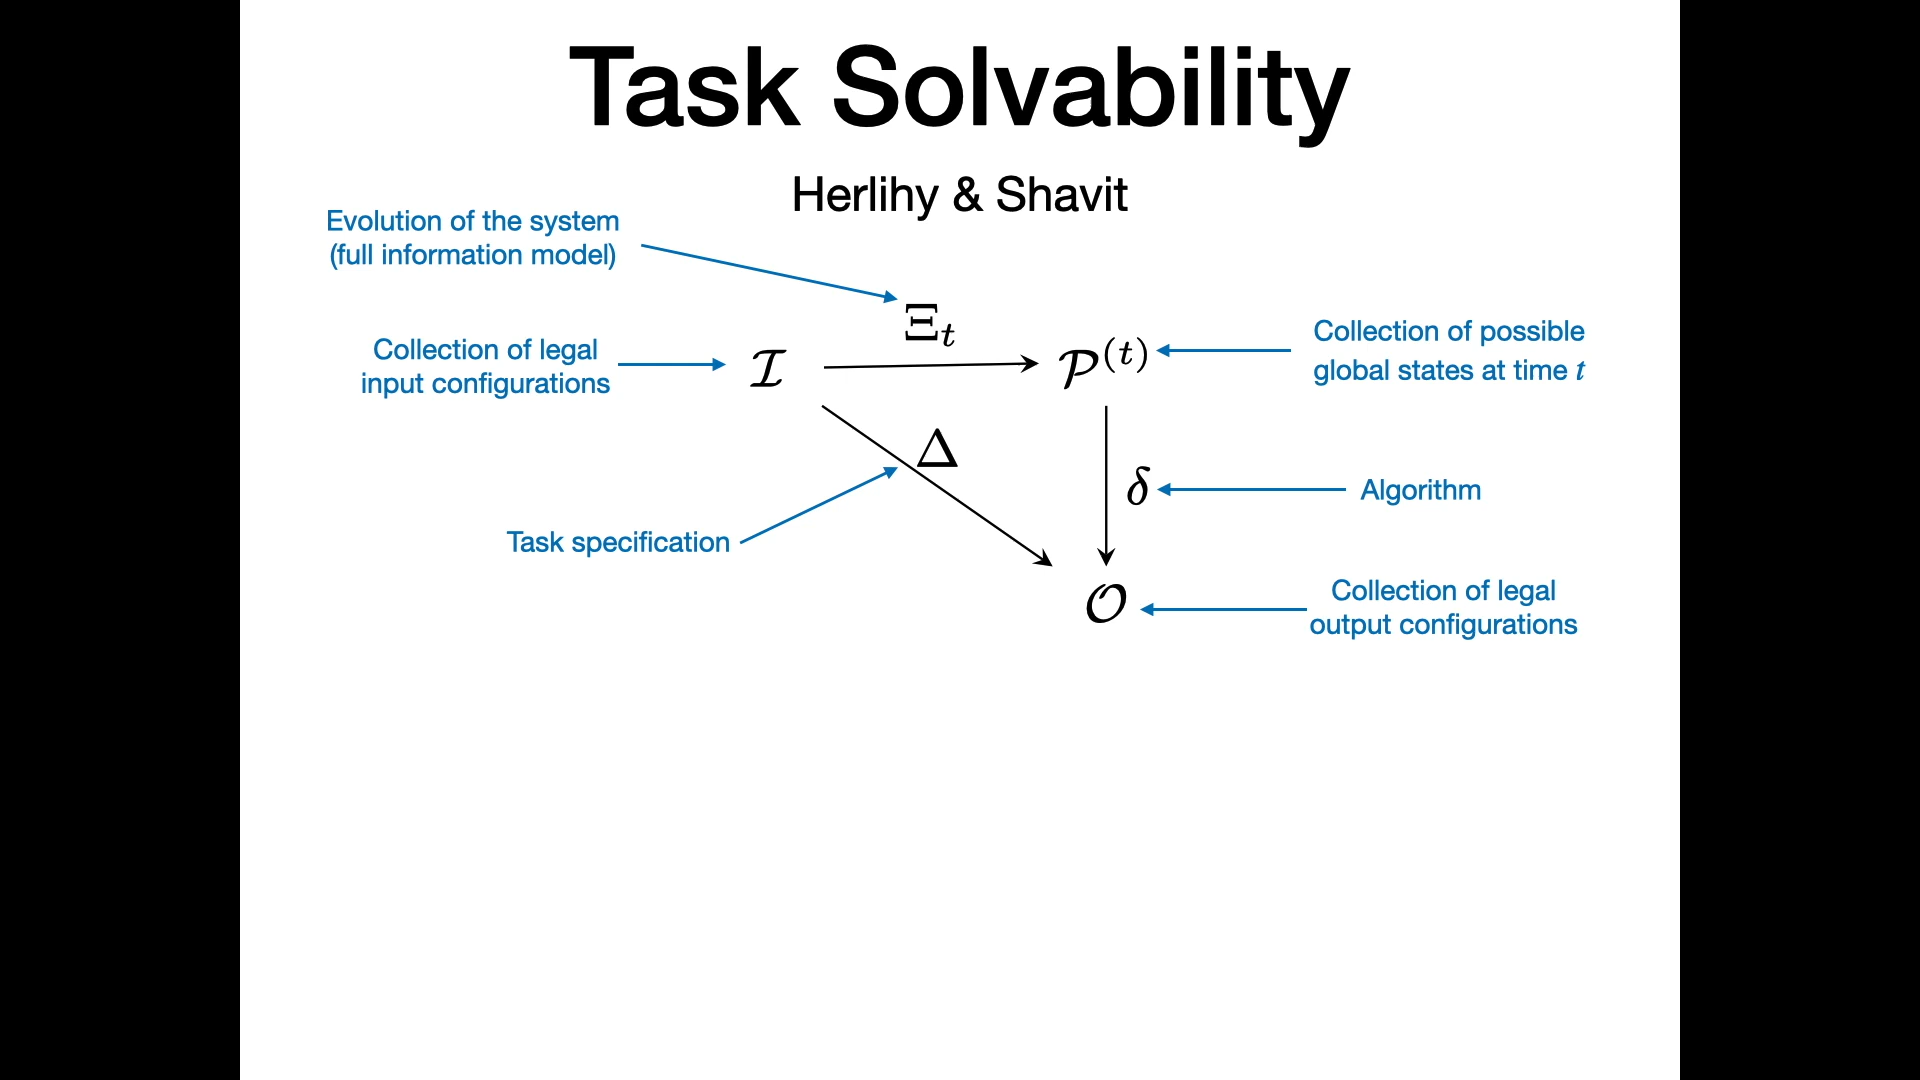 Task Solvability
Herlihy & Shavit
Evolution of the system
(full information model)
Ξ_t
Collection of legal
input configurations
ℐ
𝒫^(t)
Collection of possible
global states at time t
Δ
δ
Algorithm
Task specification
𝒪
Collection of legal
output configurations